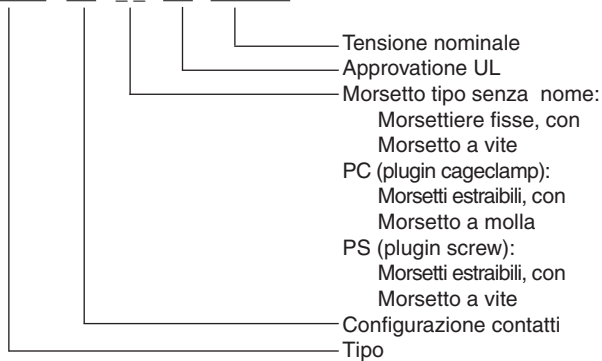 Tensione nominale
Approvatione UL
Morsetto tipo senza nome:
Morsettiere fisse, con
Morsetto a vite
PC (plugin cageclamp):
Morsetti estraibili, con
Morsetto a molla
PS (plugin screw):
Morsetti estraibili, con
Morsetto a vite
Configurazione contatti
Tipo